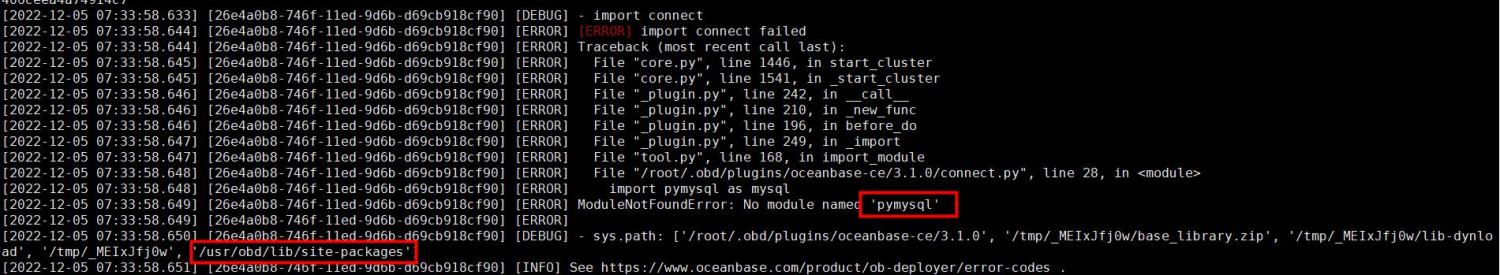 [2022-12-05 07:33:58.633] [26e4a0b8-746f-11ed-9d6b-d69cb918cf90] [DEBUG] - import connect
[2022-12-05 07:33:58.644] [26e4a0b8-746f-11ed-9d6b-d69cb918cf90] [ERROR] [ERROR] import connect failed
[2022-12-05 07:33:58.644] [26e4a0b8-746f-11ed-9d6b-d69cb918cf90] [ERROR] Traceback (most recent call last):
[2022-12-05 07:33:58.645] [26e4a0b8-746f-11ed-9d6b-d69cb918cf90] [ERROR]   File "core.py", line 1446, in start_cluster
[2022-12-05 07:33:58.645] [26e4a0b8-746f-11ed-9d6b-d69cb918cf90] [ERROR]   File "core.py", line 1541, in _start_cluster
[2022-12-05 07:33:58.646] [26e4a0b8-746f-11ed-9d6b-d69cb918cf90] [ERROR]   File "_plugin.py", line 242, in __call__
[2022-12-05 07:33:58.646] [26e4a0b8-746f-11ed-9d6b-d69cb918cf90] [ERROR]   File "_plugin.py", line 210, in _new_func
[2022-12-05 07:33:58.646] [26e4a0b8-746f-11ed-9d6b-d69cb918cf90] [ERROR]   File "_plugin.py", line 196, in before_do
[2022-12-05 07:33:58.647] [26e4a0b8-746f-11ed-9d6b-d69cb918cf90] [ERROR]   File "_plugin.py", line 249, in _import
[2022-12-05 07:33:58.647] [26e4a0b8-746f-11ed-9d6b-d69cb918cf90] [ERROR]   File "tool.py", line 168, in import_module
[2022-12-05 07:33:58.648] [26e4a0b8-746f-11ed-9d6b-d69cb918cf90] [ERROR]   File "/root/.obd/plugins/oceanbase-ce/3.1.0/connect.py", line 28, in <module>
[2022-12-05 07:33:58.648] [26e4a0b8-746f-11ed-9d6b-d69cb918cf90] [ERROR]     import pymysql as mysql
[2022-12-05 07:33:58.649] [26e4a0b8-746f-11ed-9d6b-d69cb918cf90] [ERROR] ModuleNotFoundError: No module named 'pymysql'
[2022-12-05 07:33:58.649] [26e4a0b8-746f-11ed-9d6b-d69cb918cf90] [ERROR]
[2022-12-05 07:33:58.650] [26e4a0b8-746f-11ed-9d6b-d69cb918cf90] [DEBUG] - sys.path: ['/root/.obd/plugins/oceanbase-ce/3.1.0', '/tmp/_MEIxJfj0w/base_library.zip', '/tmp/_MEIxJfj0w/lib-dynlo
ad', '/tmp/_MEIxJfj0w', '/usr/obd/lib/site-packages'
[2022-12-05 07:33:58.651] [26e4a0b8-746f-11ed-9d6b-d69cb918cf90] [INFO] See https://www.oceanbase.com/product/ob-deployer/error-codes .